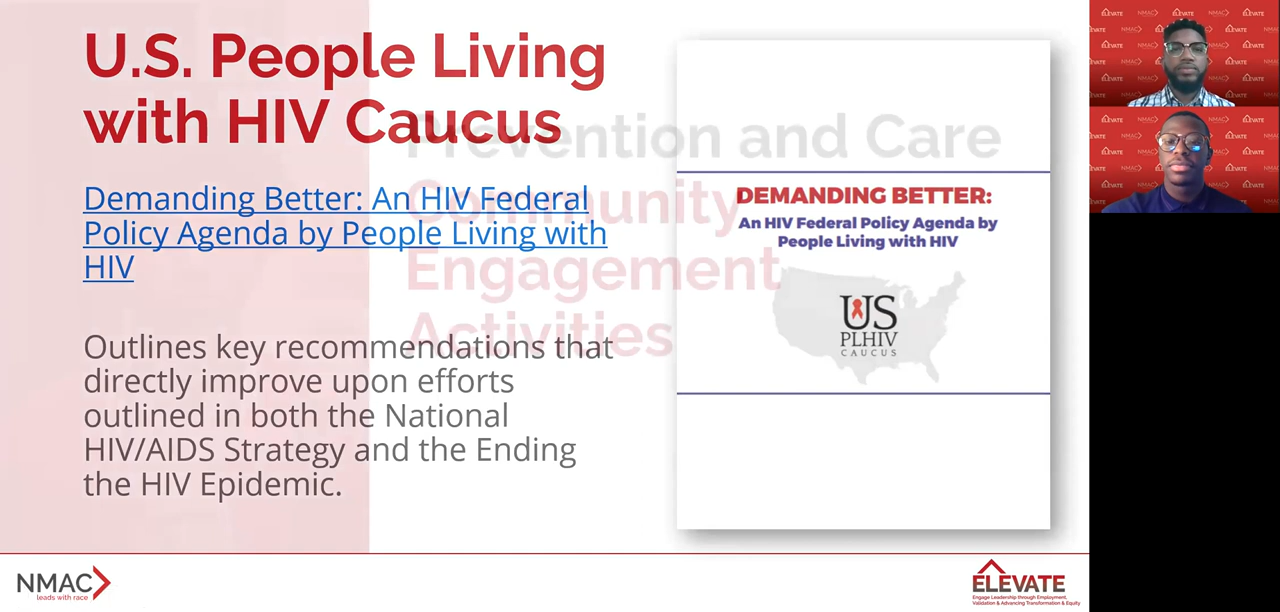 U.S. People Living
with HIV Caucus
Demanding Better: An HIV Federal
Policy Agenda by People Living with
HIV
Outlines key recommendations that
directly improve upon efforts
outlined in both the National
HIV/AIDS Strategy and the Ending
the HIV Epidemic.
Prevention and Care
Community
Engagement
Activities
DEMANDING BETTER:
An HIV Federal Policy Agenda by
People Living with HIV
US
PLHIV
CAUCUS
NMAC
leads with race
ELEVATE
Engage Leadership through Employment,
Validation & Advancing Transformation & Equity